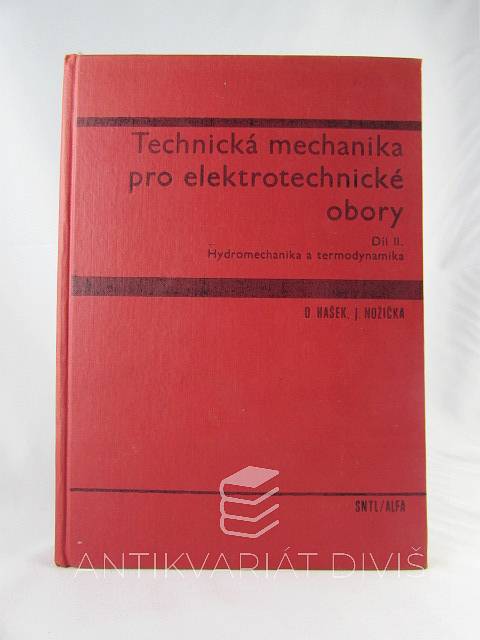 Technická mechanika
pro elektrotechnické
obory
Díl II.
Hydromechanika a termodynamika
O. HAŠEK, J. NOŽIČKA
SNTL/ALFA
ANTIKVARIÁT DIVIŠ